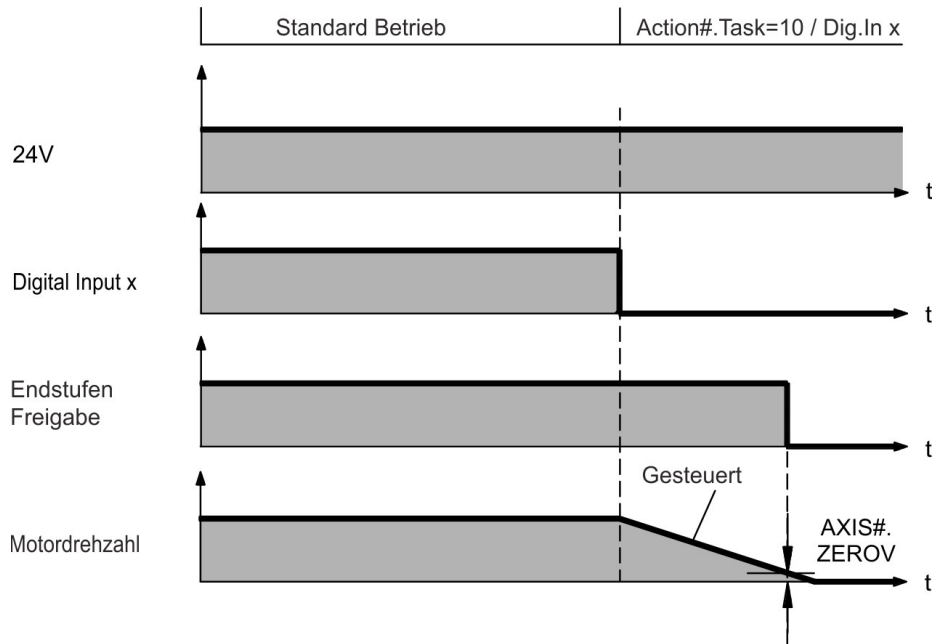 Standard Betrieb
Action#.Task=10 / Dig.In x
24V
t
Digital Input x
t
Endstufen
Freigabe
t
Gesteuert
Motordrehzahl
AXIS#.
ZEROV
t